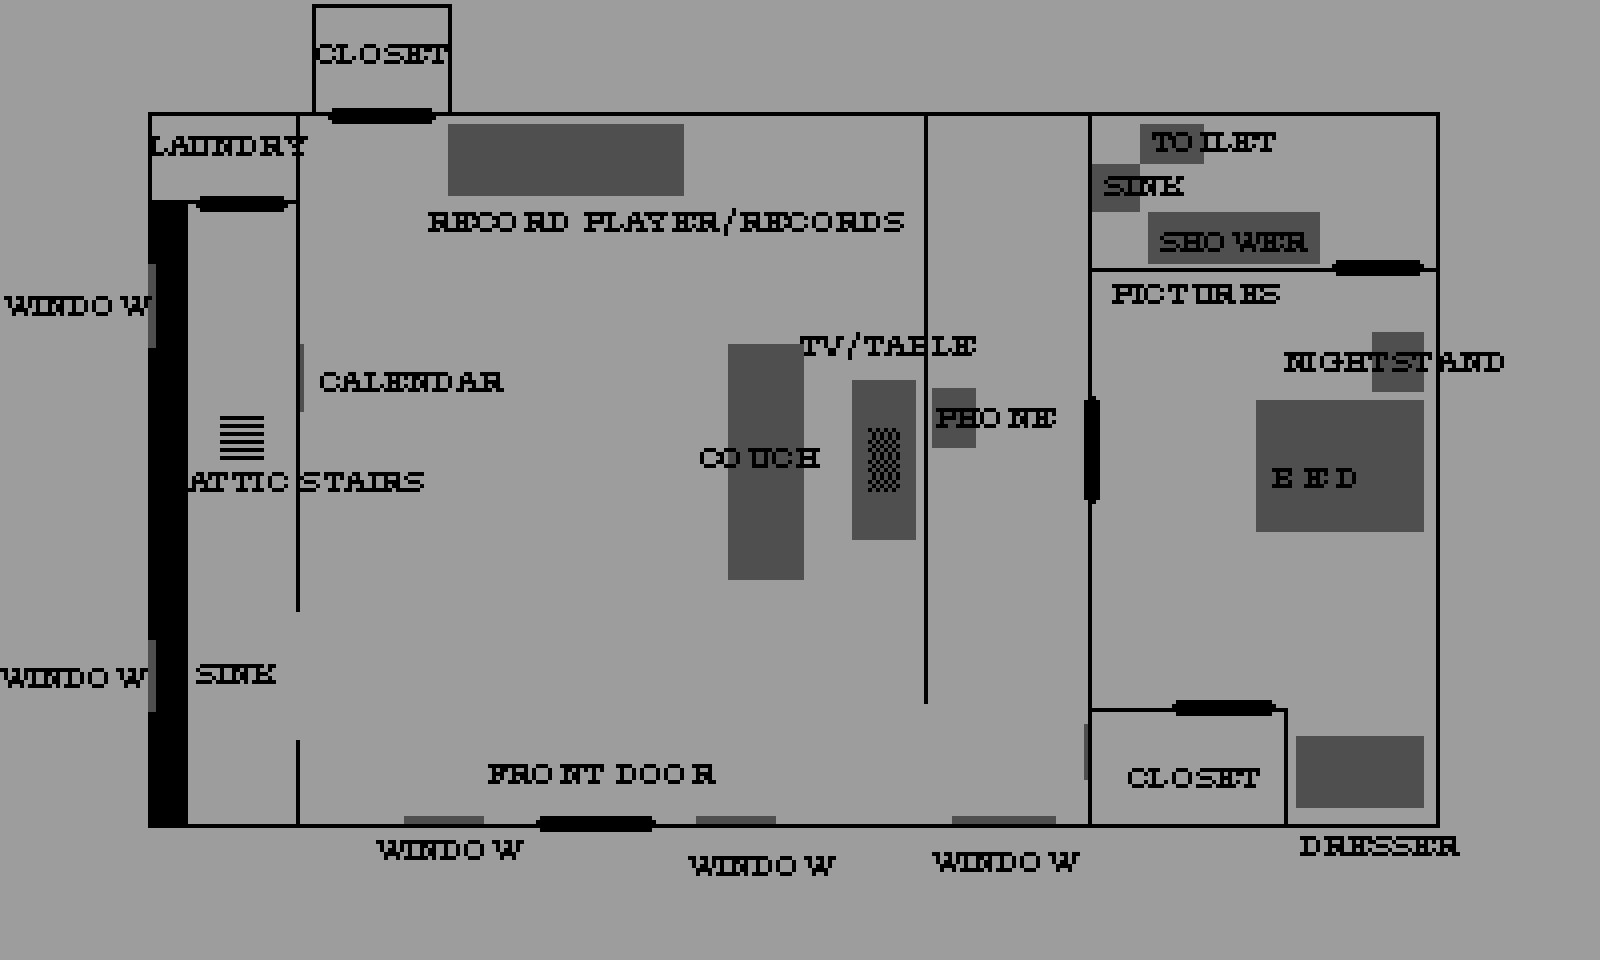 CLOSET
LAUNDRY
TOILET
SINK
RECORD PLAYER/RECORDS
SHOWER
PICTURES
WINDOW
TV/TABLE
NIGHTSTAND
CALENDAR
PHONE
COUCH
BED
ATTIC STAIRS
SINK
WINDOW
FRONT DOOR
CLOSET
WINDOW
WINDOW
WINDOW
DRESSER